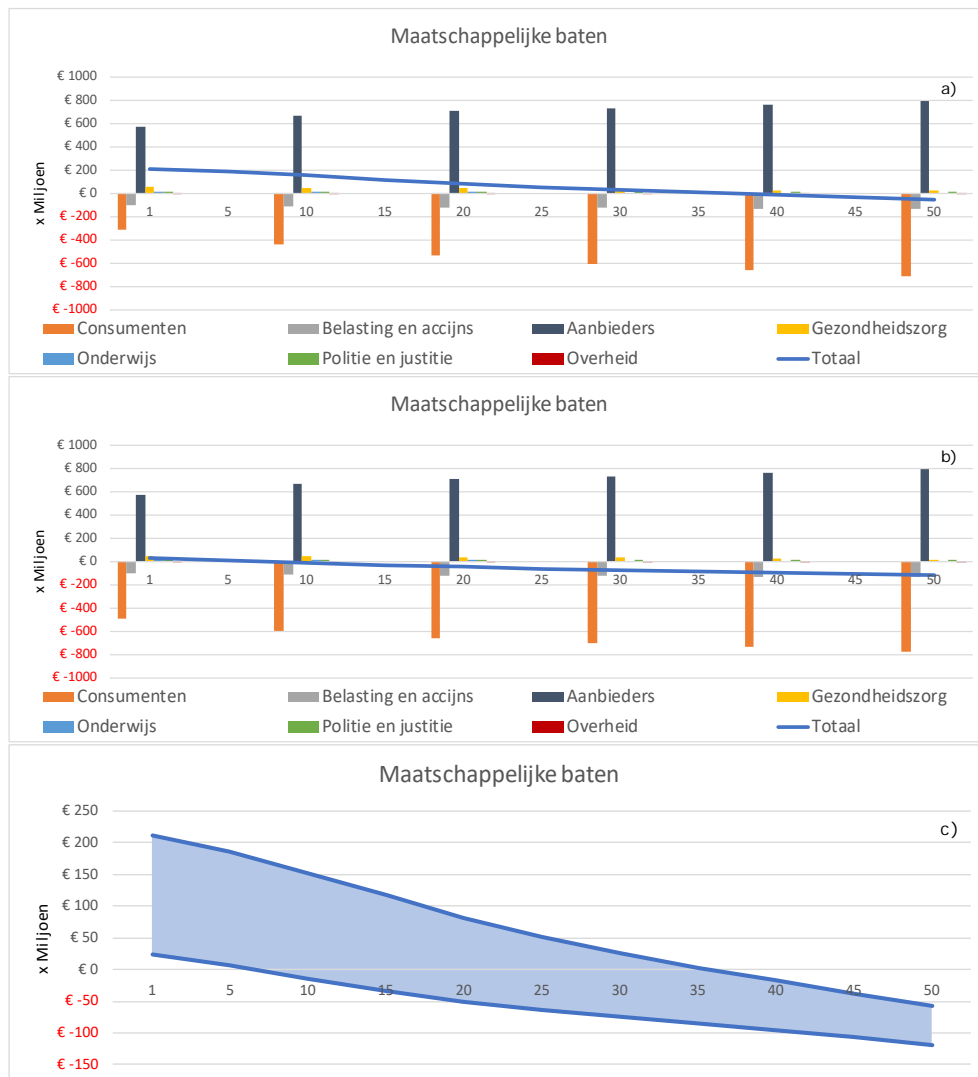 Maatschappelijke baten
a)
x Miljoen
€ 1000
€ 800
€ 600
€ 400
€ 200
€ 0
€ -200
€ -400
€ -600
€ -800
€ -1000
1 5 10 15 20 25 30 35 40 45 50
Consumenten Belasting en accijns Aanbieders Gezondheidszorg
Onderwijs Politie en justitie Overheid Totaal
Maatschappelijke baten
b)
x Miljoen
€ 1000
€ 800
€ 600
€ 400
€ 200
€ 0
€ -200
€ -400
€ -600
€ -800
€ -1000
1 5 10 15 20 25 30 35 40 45 50
Consumenten Belasting en accijns Aanbieders Gezondheidszorg
Onderwijs Politie en justitie Overheid Totaal
Maatschappelijke baten
c)
x Miljoen
€ 250
€ 200
€ 150
€ 100
€ 50
€ 0
€ -50
€ -100
€ -150
1 5 10 15 20 25 30 35 40 45 50